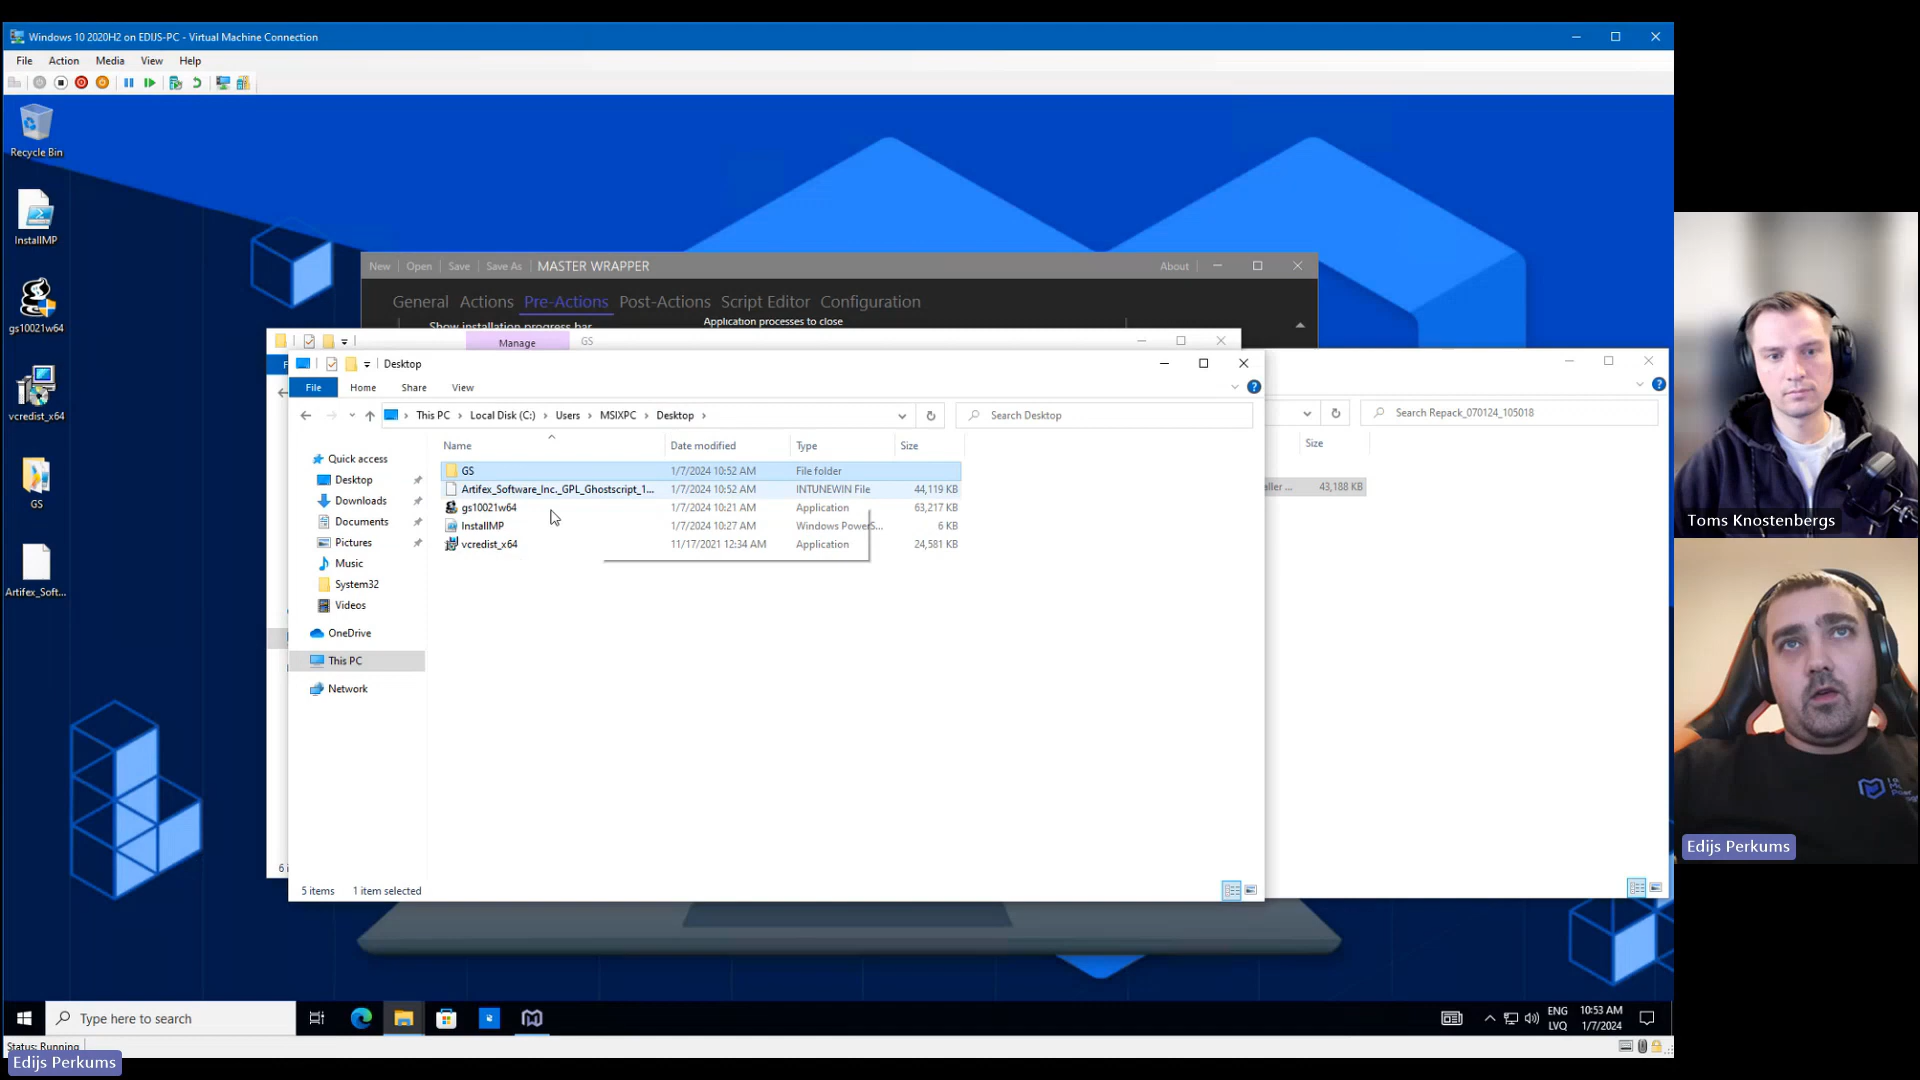 Windows 10 2020H2 on EDIJS-PC - Virtual Machine Connection
File Action Media View Help
Recycle Bin
InstallMP
gs10021w64
vcredist_x64
GS
Artifex_Soft...
New Open Save Save As MASTER WRAPPER About
General Actions Pre-Actions Post-Actions Script Editor Configuration
Show installation progress bar
Application processes to close
Manage GS
Desktop
File Home Share View
This PC Local Disk (C:) Users MSIXPC Desktop
Search Desktop
Search Repack_070124_105018
Name Date modified Type Size
Size
GS 1/7/2024 10:52 AM File folder
Artifex_Software_Inc._GPL_Ghostscript_1... 1/7/2024 10:52 AM INTUNEWIN File 44,119 KB
aller ... 43,188 KB
gs10021w64 1/7/2024 10:21 AM Application 63,217 KB
InstallMP 1/7/2024 10:27 AM Windows PowerS... 6 KB
vcredist_x64 11/17/2021 12:34 AM Application 24,581 KB
Quick access
Desktop
Downloads
Documents
Pictures
Music
System32
Videos
OneDrive
This PC
Network
5 items 1 item selected
Toms Knostenbergs
Edijs Perkums
Type here to search
ENG
LVQ
10:53 AM
1/7/2024
Status: Running
Edijs Perkums